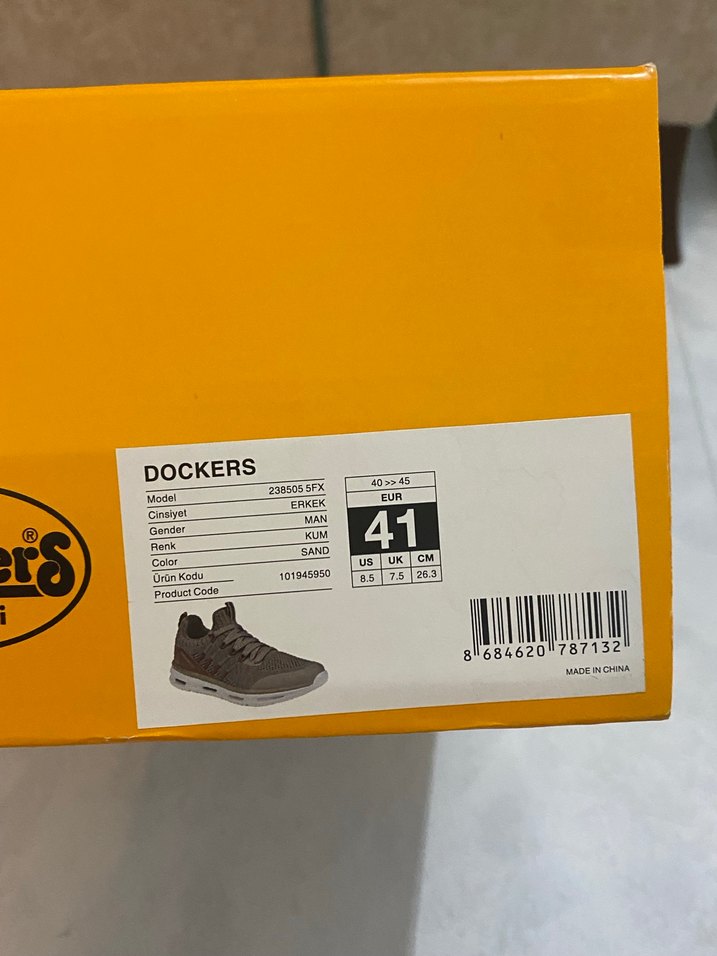 DOCKERS
Model 238505 5FX
Cinsiyet ERKEK
Gender MAN
Renk KUM
Color SAND
Ürün Kodu 101945950
Product Code
40 >> 45
EUR
41
US UK CM
8.5 7.5 26.3
8 684620 787132
MADE IN CHINA
ers®
i